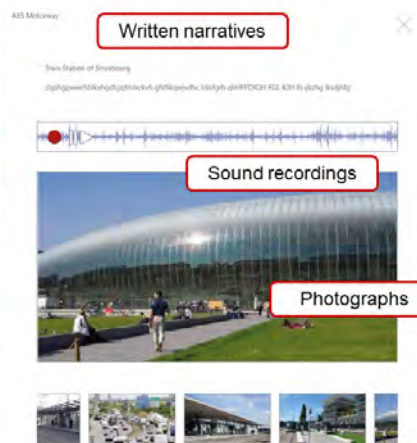 A35 Motorway
Written narratives
Train Station of Strasbourg
Sound recordings
Photographs